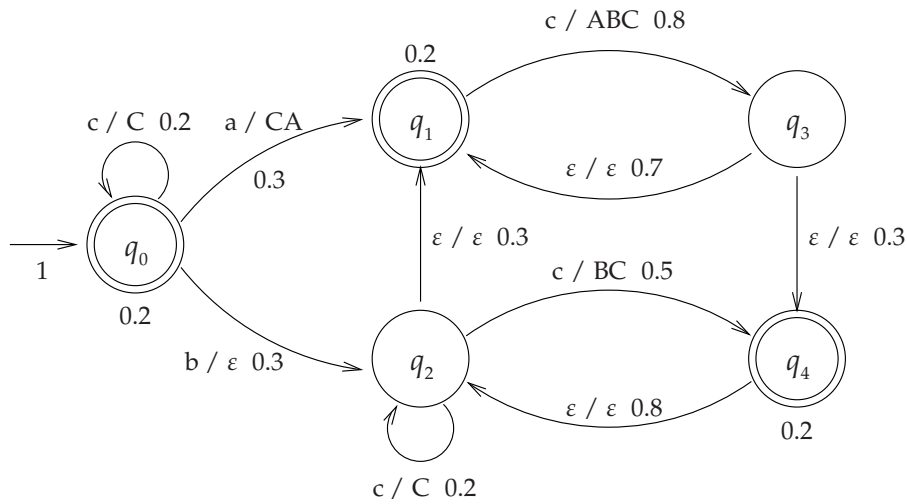 c / ABC 0.8
0.2
c / C 0.2
a / CA
q1
q3
0.3
ε / ε 0.7
q0
ε / ε 0.3
ε / ε 0.3
1
c / BC 0.5
0.2
b / ε 0.3
q2
q4
ε / ε 0.8
0.2
c / C 0.2